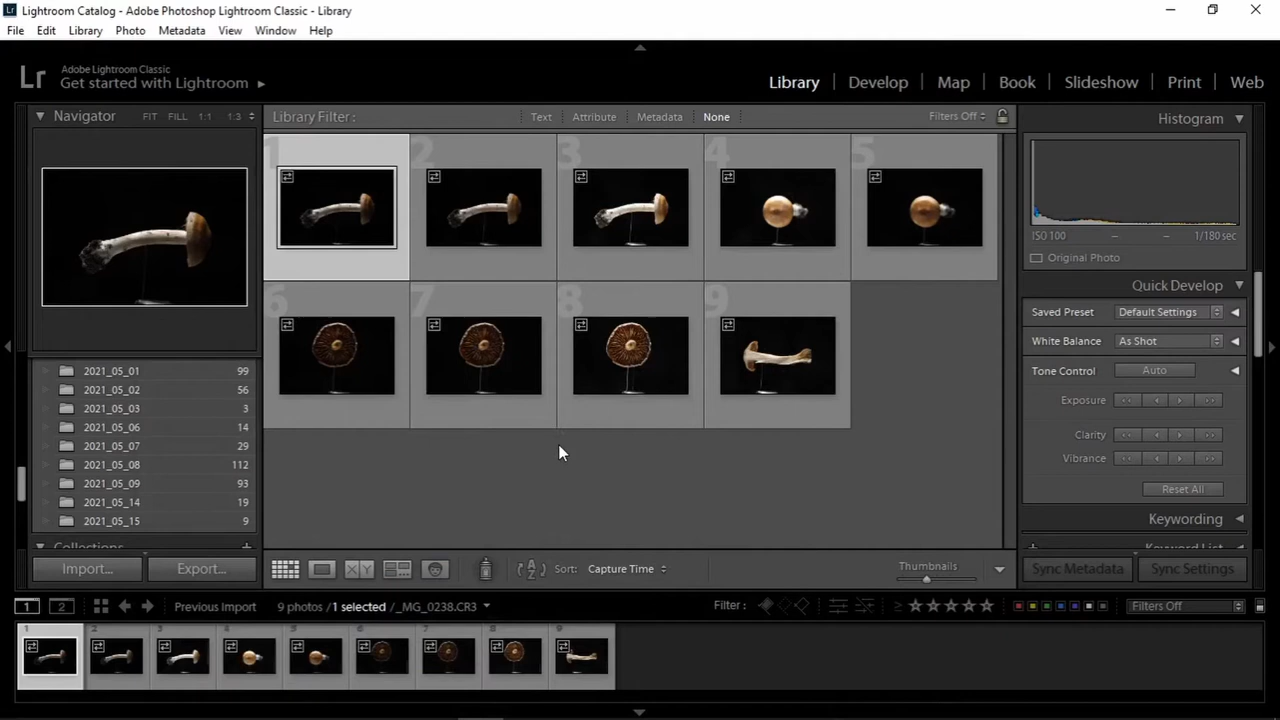 Lightroom Catalog - Adobe Photoshop Lightroom Classic - Library
File Edit Library Photo Metadata View Window Help
Lr Adobe Lightroom Classic
Get started with Lightroom
Library Develop Map Book Slideshow Print Web
Navigator FIT FILL 1:1 1:3
Library Filter : Text Attribute Metadata None Filters Off
Histogram
1 2 3 4 5
ISO 100 – – 1/180 sec
Original Photo
Quick Develop
6 7 8 9
Saved Preset Default Settings
White Balance As Shot
Tone Control Auto
Exposure
Clarity
Vibrance
Reset All
Keywording
Keyword List
2021_05_01 99
2021_05_02 56
2021_05_03 3
2021_05_06 14
2021_05_07 29
2021_05_08 112
2021_05_09 93
2021_05_14 19
2021_05_15 9
Collections
Import... Export...
XY
AZ Sort: Capture Time
Thumbnails
Sync Metadata Sync Settings
1 2 Previous Import 9 photos / 1 selected / _MG_0238.CR3
Filter : ≥ Filters Off
1 2 3 4 5 6 7 8 9